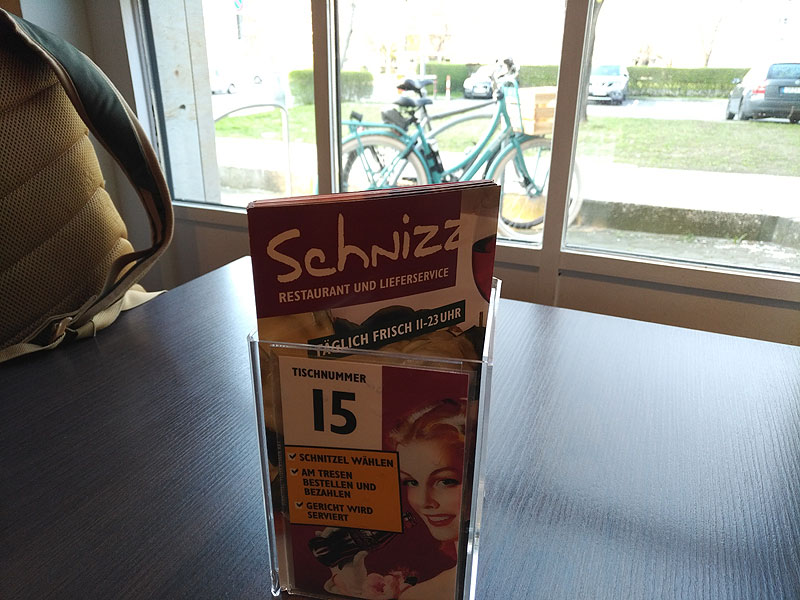 Schnizz
RESTAURANT UND LIEFERSERVICE
TÄGLICH FRISCH 11-23 UHR
TISCHNUMMER
15
SCHNITZEL WÄHLEN
AM TRESEN
BESTELLEN UND
BEZAHLEN
GERICHT WIRD
SERVIERT